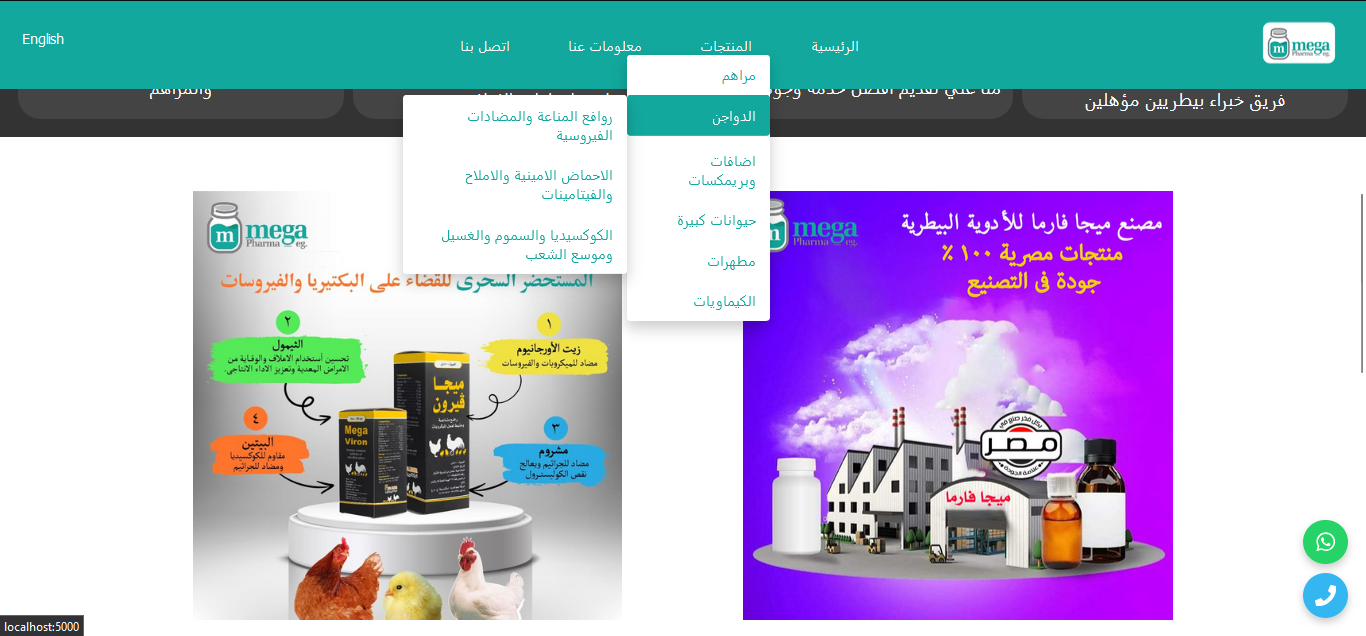 الرئيسية
المنتجات
معلومات عنا
اتصل بنا
English
mega
Pharma eg.
فريق خبراء بيطريين مؤهلين
والمراهم
مراهم
الدواجن
اضافات
وبريمكسات
حيوانات كبيرة
مطهرات
الكيماويات
روافع المناعة والمضادات
الفيروسية
الاحماض الامينية والاملاح
والفيتامينات
الكوكسيديا والسموم والغسيل
وموسع الشعب
mega
Pharma eg.
مصنع ميجا فارما للأدوية البيطرية
منتجات مصرية ١٠٠ ٪
جودة فى التصنيع
مصر
ميجا فارما
mega
Pharma eg.
المستحضر السحرى للقضاء على البكتيريا والفيروسات
١
زيت الأورجانيوم
مضاد للميكروبات والفيروسات
٢
الثيمول
تحسين أستخدام الاعلاف والوقاية من
الامراض المعدية وتعزيز الاداء الانتاجى.
٣
مشروم
مضاد للجراثيم ويعالج
نقص الكوليسترول
٤
البيتين
مقاوم للكوكسيديا
ومضاد للجراثيم
ميجا
ڤيرون
Mega
Viron
localhost:5000